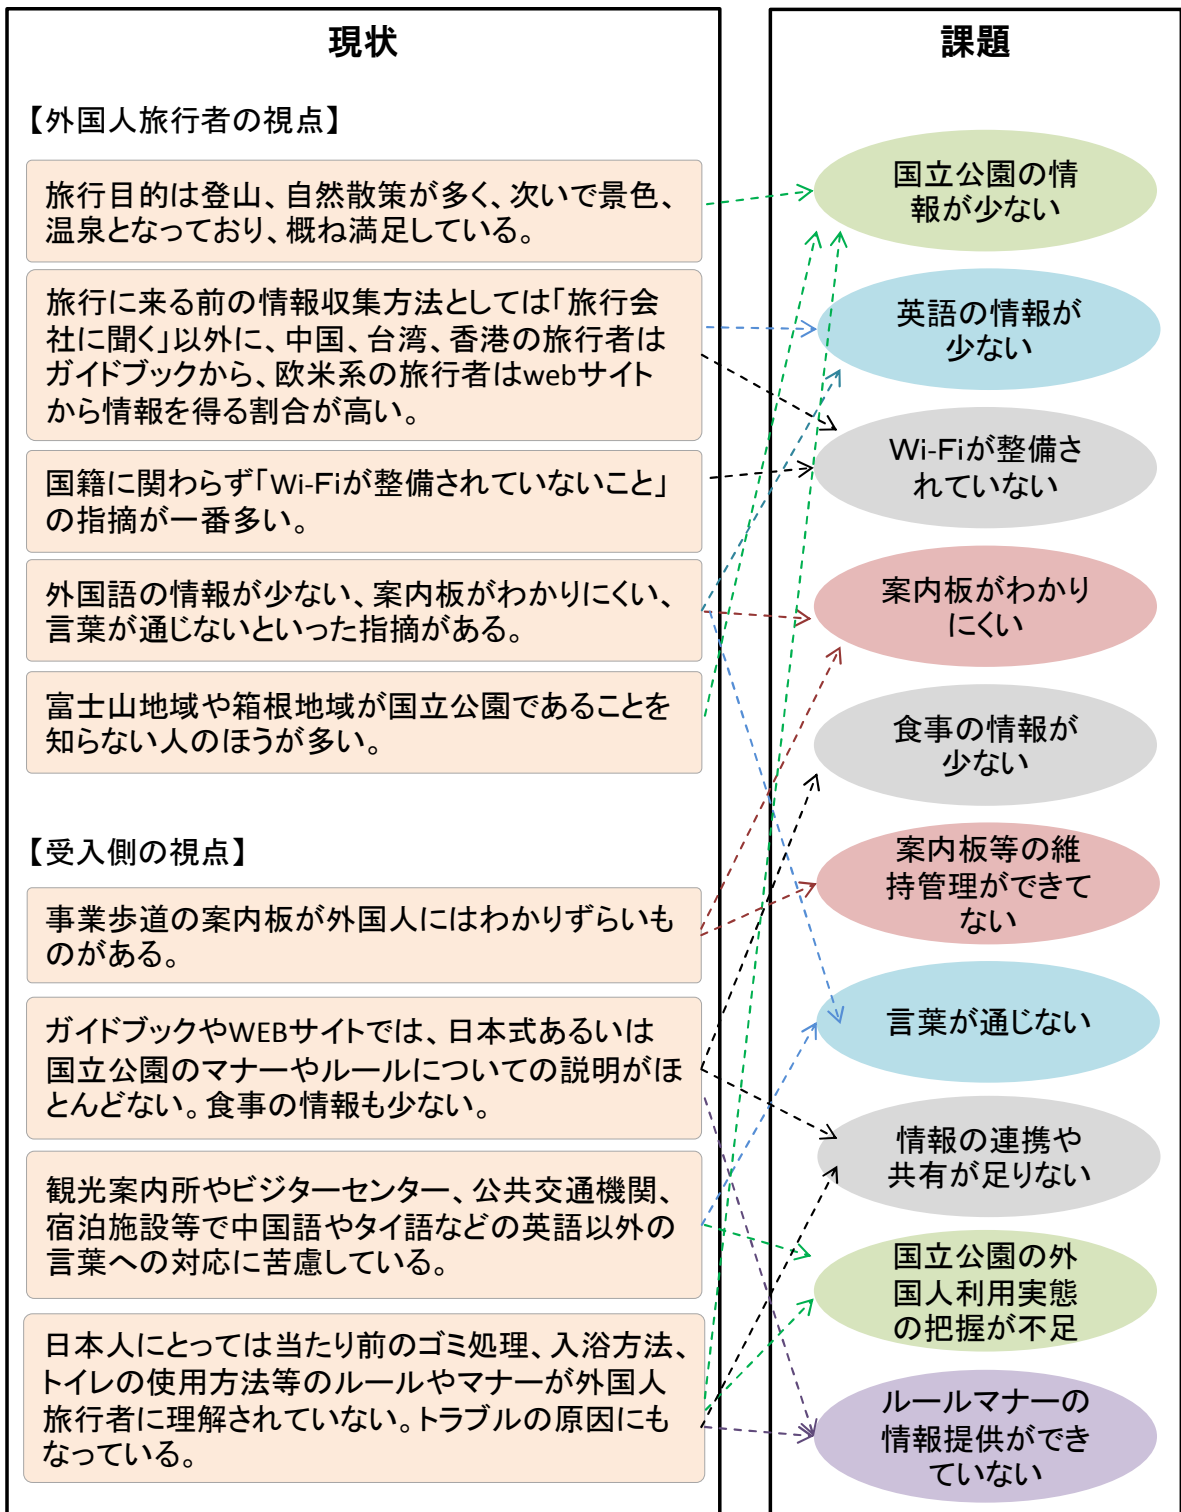 現状
【外国人旅行者の視点】
旅行目的は登山、自然散策が多く、次いで景色、
温泉となっており、概ね満足している。
旅行に来る前の情報収集方法としては「旅行会
社に聞く」以外に、中国、台湾、香港の旅行者は
ガイドブックから、欧米系の旅行者はwebサイト
から情報を得る割合が高い。
国籍に関わらず「Wi-Fiが整備されていないこと」
の指摘が一番多い。
外国語の情報が少ない、案内板がわかりにくい、
言葉が通じないといった指摘がある。
富士山地域や箱根地域が国立公園であることを
知らない人のほうが多い。
【受入側の視点】
事業歩道の案内板が外国人にはわかりずらいも
のがある。
ガイドブックやWEBサイトでは、日本式あるいは
国立公園のマナーやルールについての説明がほ
とんどない。食事の情報も少ない。
観光案内所やビジターセンター、公共交通機関、
宿泊施設等で中国語やタイ語などの英語以外の
言葉への対応に苦慮している。
日本人にとっては当たり前のゴミ処理、入浴方法、
トイレの使用方法等のルールやマナーが外国人
旅行者に理解されていない。トラブルの原因にも
なっている。
課題
国立公園の情
報が少ない
英語の情報が
少ない
Wi-Fiが整備さ
れていない
案内板がわかり
にくい
食事の情報が
少ない
案内板等の維
持管理ができて
ない
言葉が通じない
情報の連携や
共有が足りない
国立公園の外
国人利用実態
の把握が不足
ルールマナーの
情報提供ができ
ていない